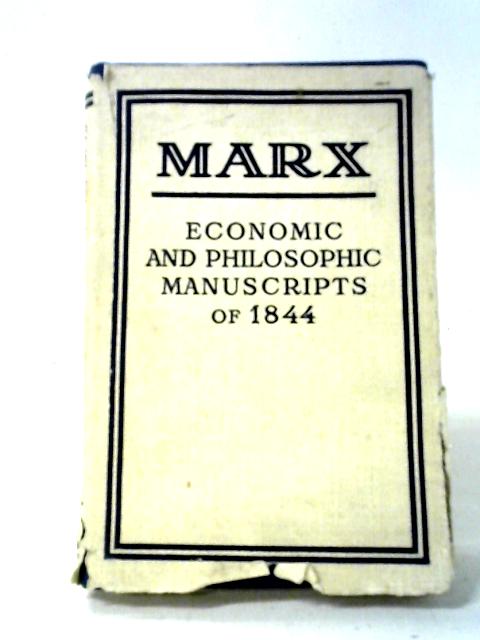 MARX
ECONOMIC
AND PHILOSOPHIC
MANUSCRIPTS
OF 1844